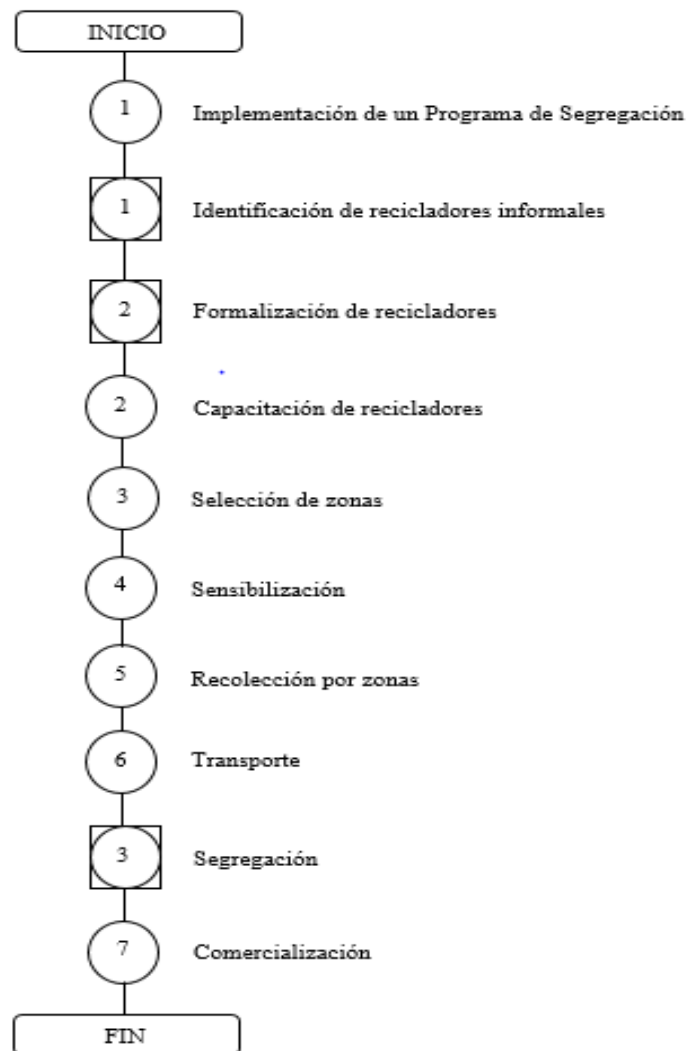 INICIO
1 Implementación de un Programa de Segregación
1 Identificación de recicladores informales
2 Formalización de recicladores
2 Capacitación de recicladores
3 Selección de zonas
4 Sensibilización
5 Recolección por zonas
6 Transporte
3 Segregación
7 Comercialización
FIN